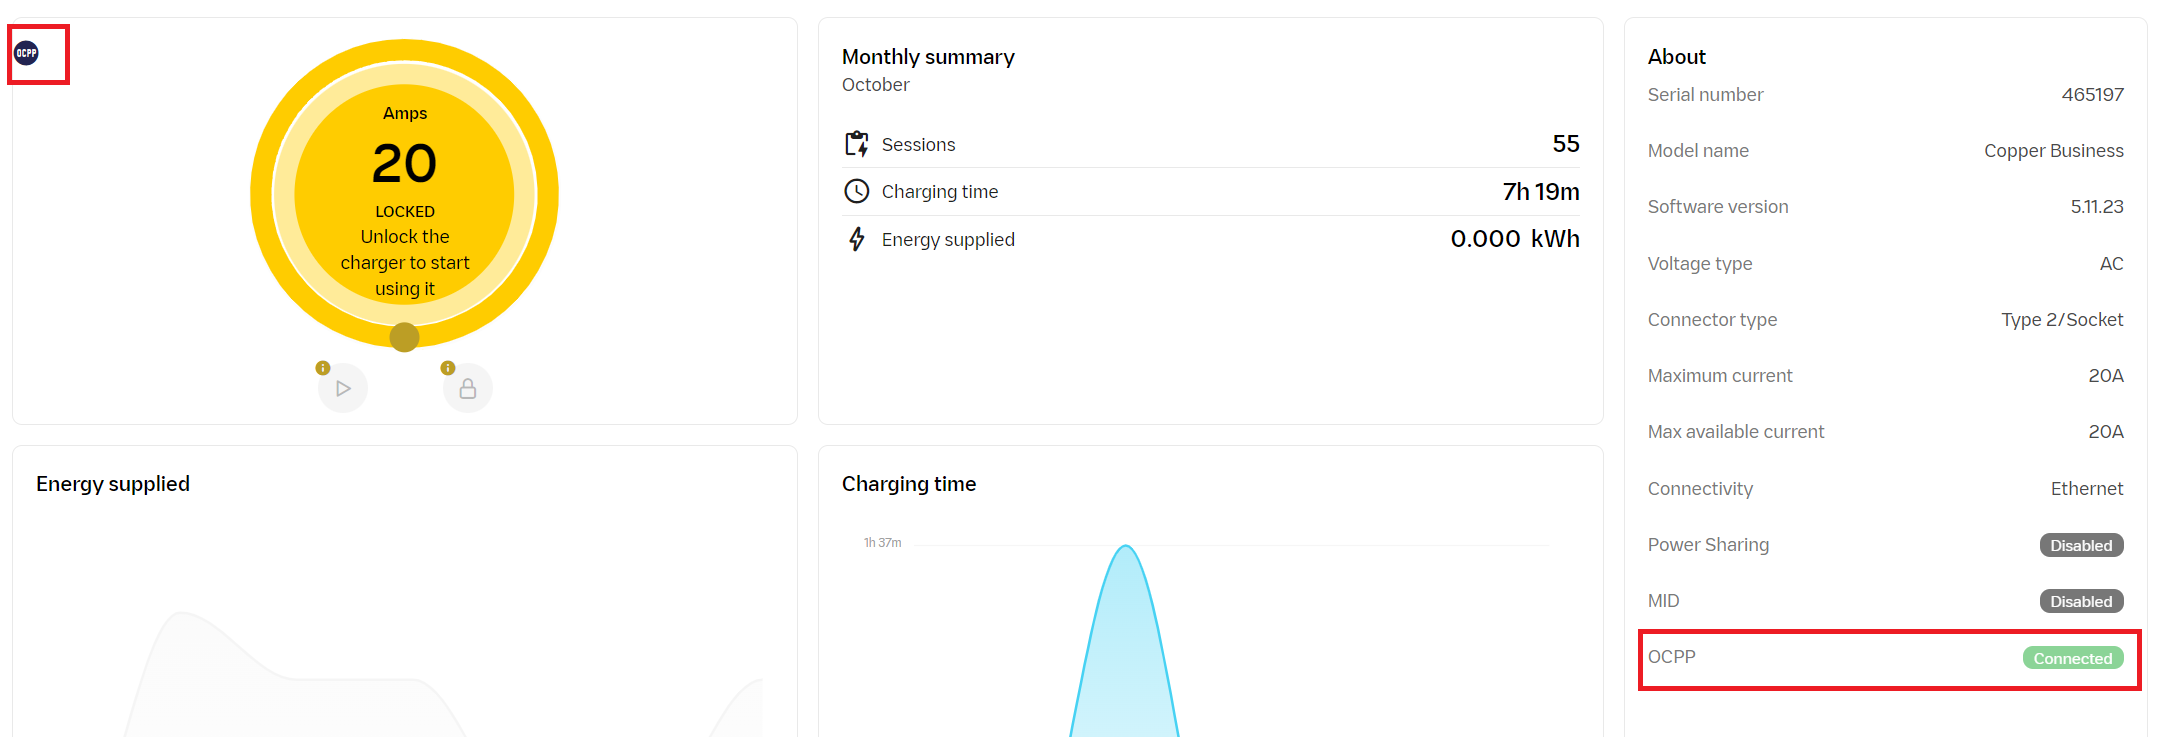 OCPP
Amps
20
LOCKED
Unlock the
charger to start
using it
Monthly summary
October
Sessions 55
Charging time 7h 19m
Energy supplied 0.000 kWh
About
Serial number 465197
Model name Copper Business
Software version 5.11.23
Voltage type AC
Connector type Type 2/Socket
Maximum current 20A
Max available current 20A
Connectivity Ethernet
Power Sharing Disabled
MID Disabled
OCPP Connected
Energy supplied
Charging time
1h 37m